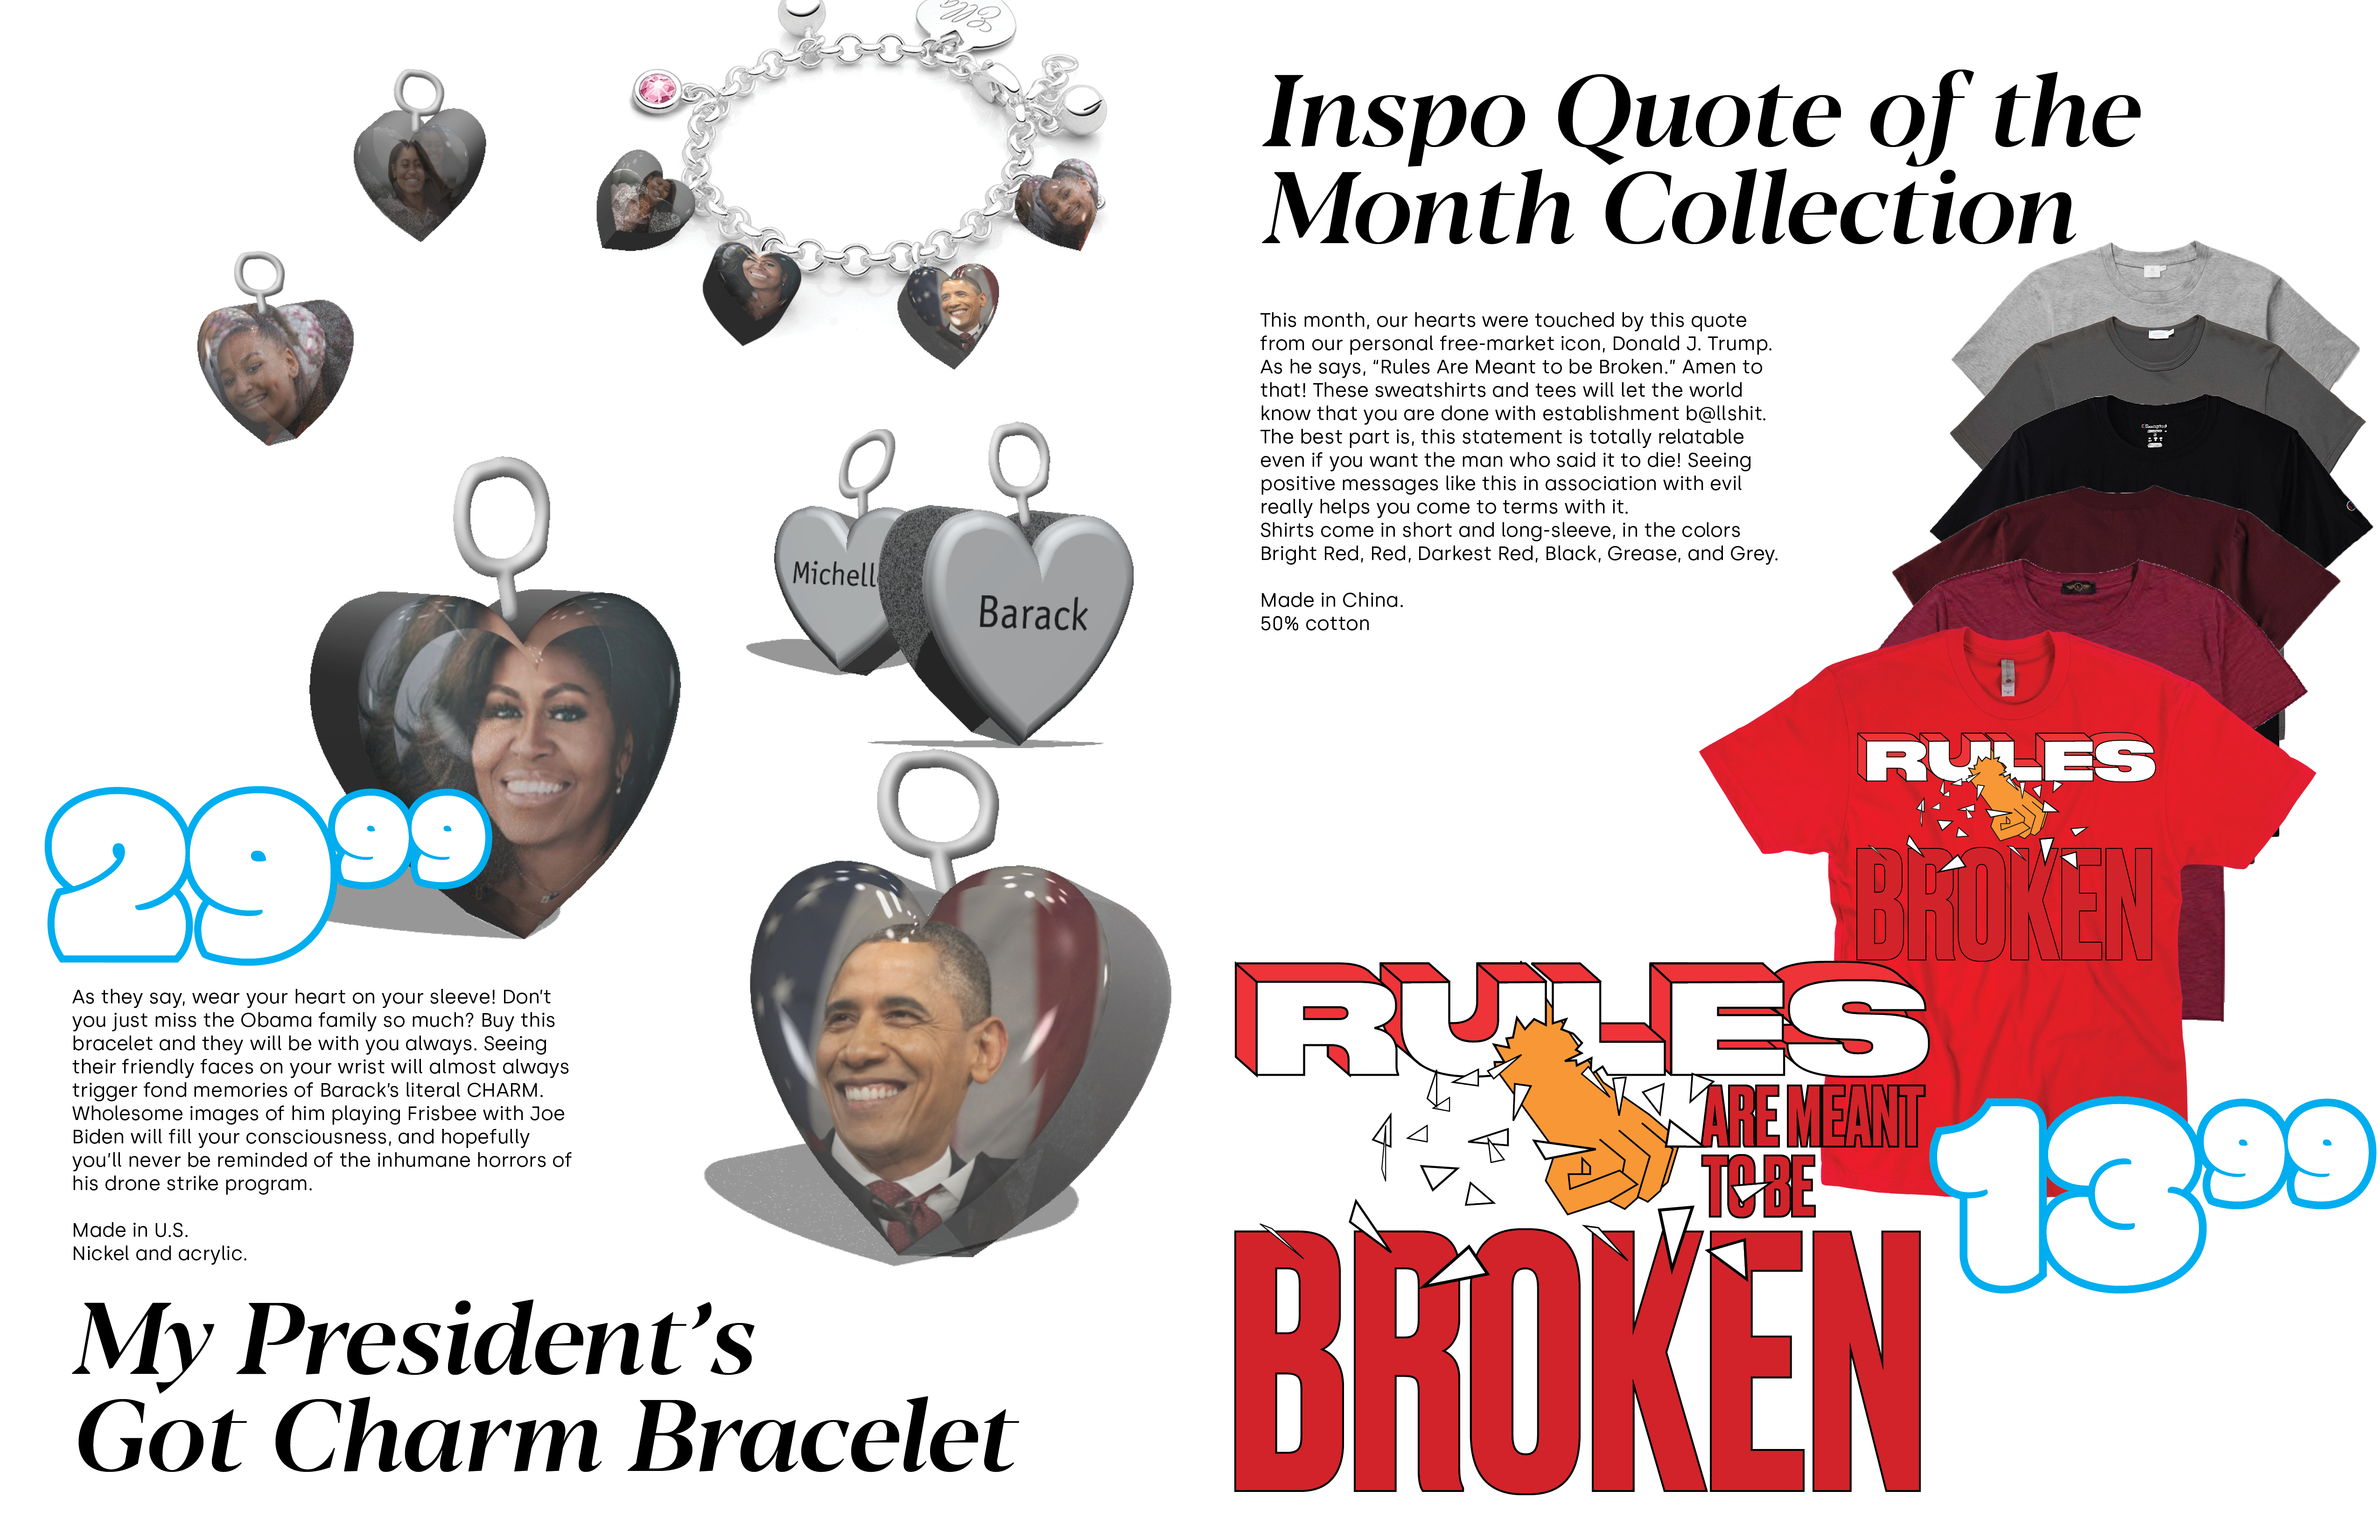 Ella
Michell
Barack
29 99
As they say, wear your heart on your sleeve! Don’t
you just miss the Obama family so much? Buy this
bracelet and they will be with you always. Seeing
their friendly faces on your wrist will almost always
trigger fond memories of Barack’s literal CHARM.
Wholesome images of him playing Frisbee with Joe
Biden will fill your consciousness, and hopefully
you’ll never be reminded of the inhumane horrors of
his drone strike program.
Made in U.S.
Nickel and acrylic.
My President’s
Got Charm Bracelet
Inspo Quote of the
Month Collection
This month, our hearts were touched by this quote
from our personal free-market icon, Donald J. Trump.
As he says, “Rules Are Meant to be Broken.” Amen to
that! These sweatshirts and tees will let the world
know that you are done with establishment b@llshit.
The best part is, this statement is totally relatable
even if you want the man who said it to die! Seeing
positive messages like this in association with evil
really helps you come to terms with it.
Shirts come in short and long-sleeve, in the colors
Bright Red, Red, Darkest Red, Black, Grease, and Grey.
Made in China.
50% cotton
RULES
BROKEN
RULES
ARE MEANT
TO BE
BROKEN
13 99